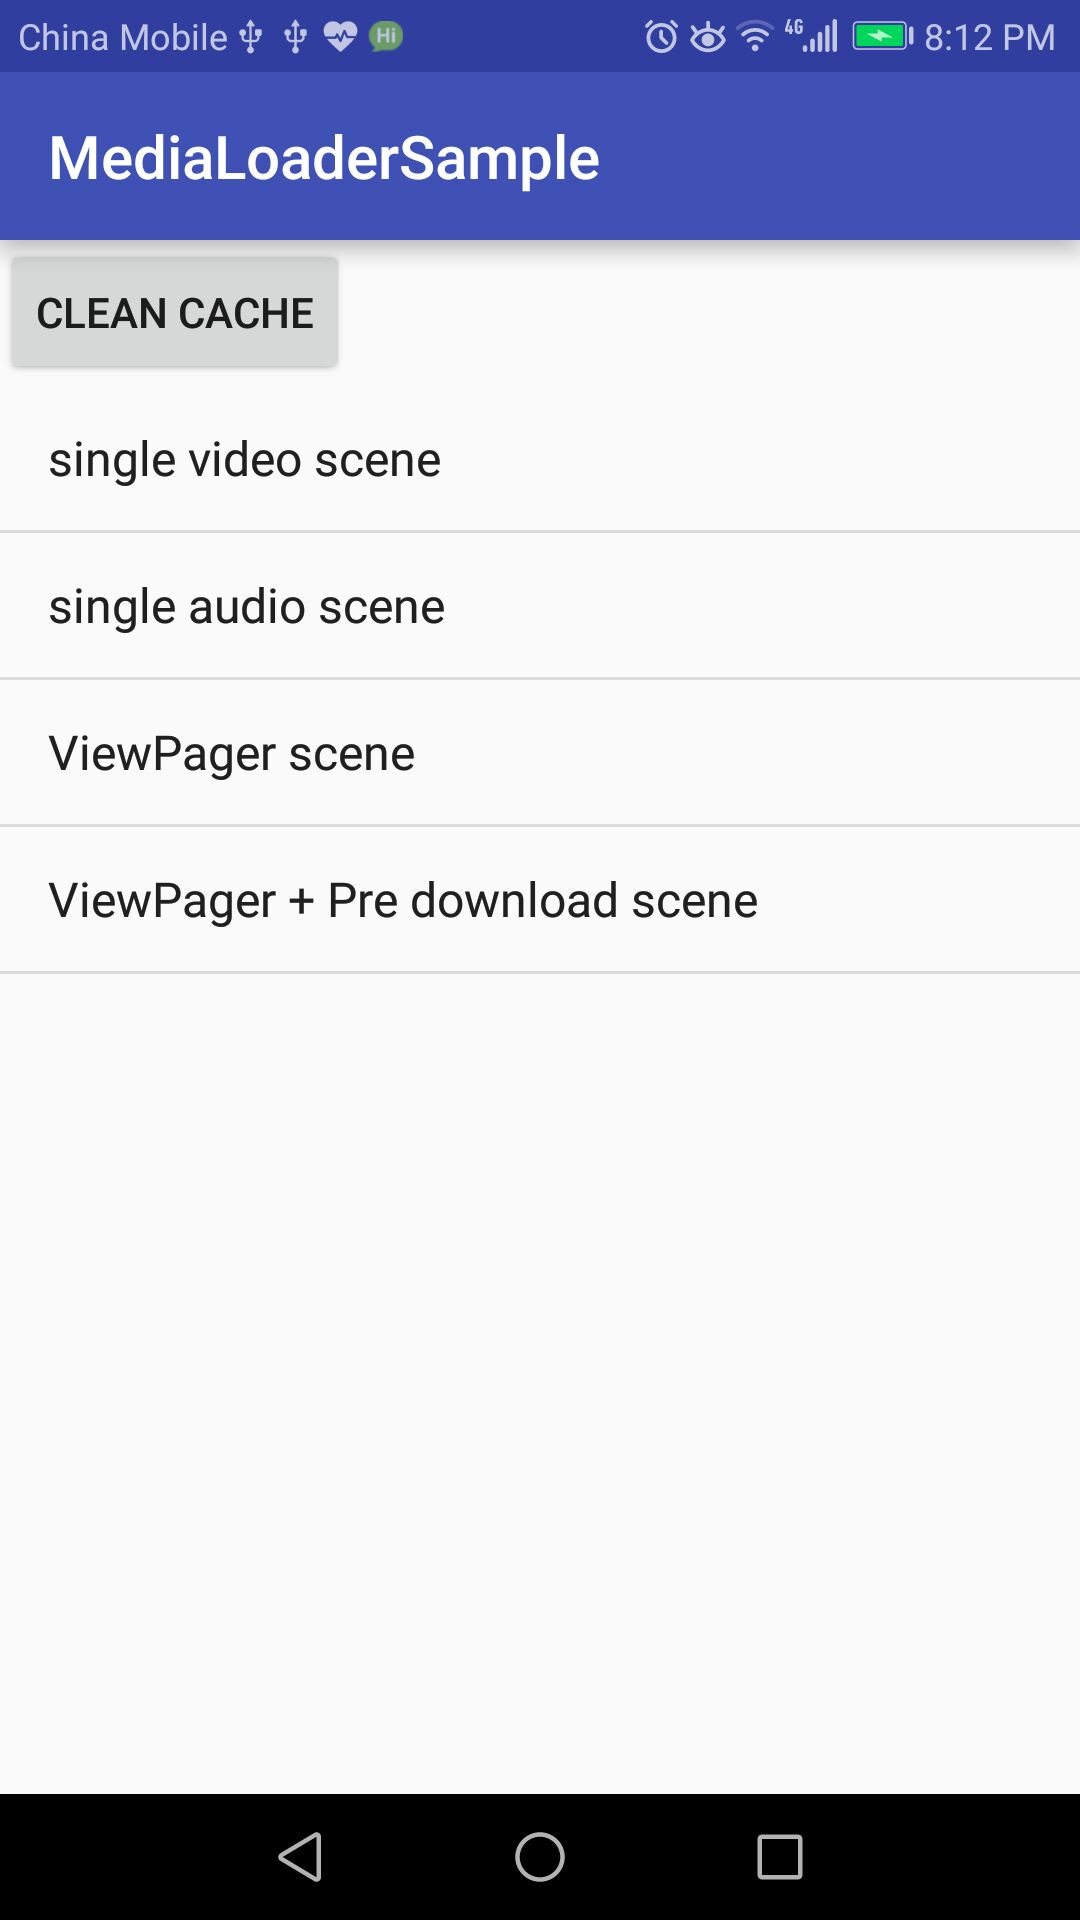 China Mobile Hi 4G 8:12 PM
MediaLoaderSample
CLEAN CACHE
single video scene
single audio scene
ViewPager scene
ViewPager + Pre download scene